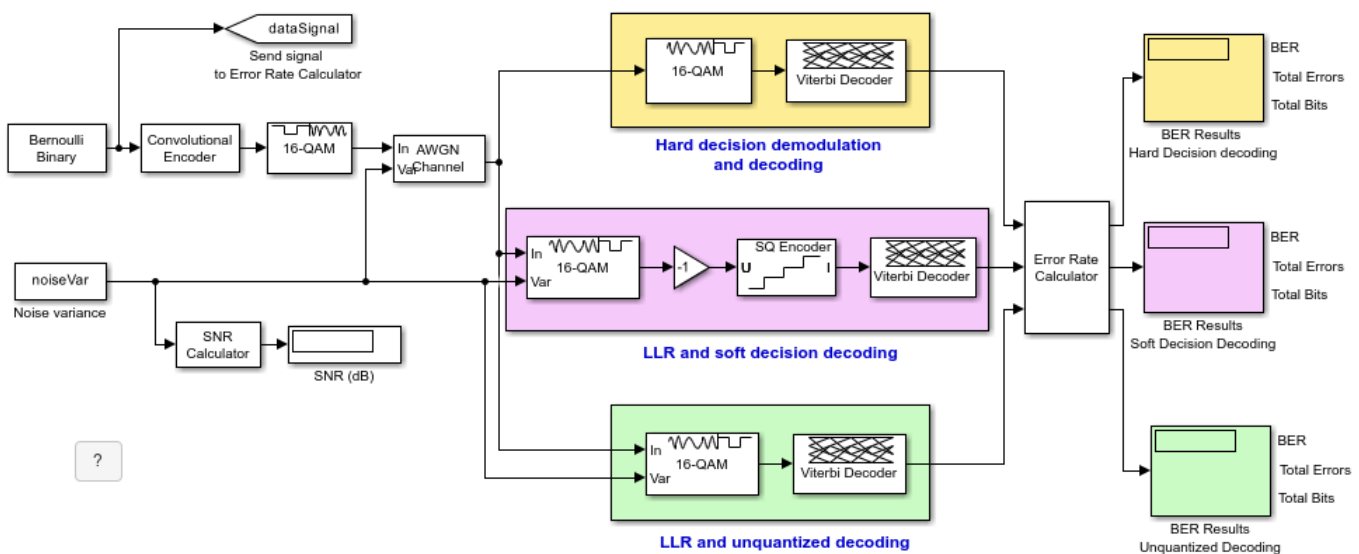 dataSignal
Send signal
to Error Rate Calculator
Bernoulli
Binary
Convolutional
Encoder
16-QAM
In
Var
AWGN
Channel
noiseVar
Noise variance
SNR
Calculator
SNR (dB)
?
16-QAM
Viterbi Decoder
Hard decision demodulation
and decoding
In
Var
16-QAM
-1
SQ Encoder
U
I
Viterbi Decoder
LLR and soft decision decoding
In
Var
16-QAM
Viterbi Decoder
LLR and unquantized decoding
Error Rate
Calculator
BER
Total Errors
Total Bits
BER Results
Hard Decision decoding
BER
Total Errors
Total Bits
BER Results
Soft Decision Decoding
BER
Total Errors
Total Bits
BER Results
Unquantized Decoding